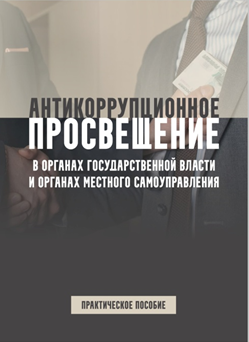 АНТИКОРРУПЦИОННОЕ
ПРОСВЕЩЕНИЕ
В ОРГАНАХ ГОСУДАРСТВЕННОЙ ВЛАСТИ
И ОРГАНАХ МЕСТНОГО САМОУПРАВЛЕНИЯ
ПРАКТИЧЕСКОЕ ПОСОБИЕ